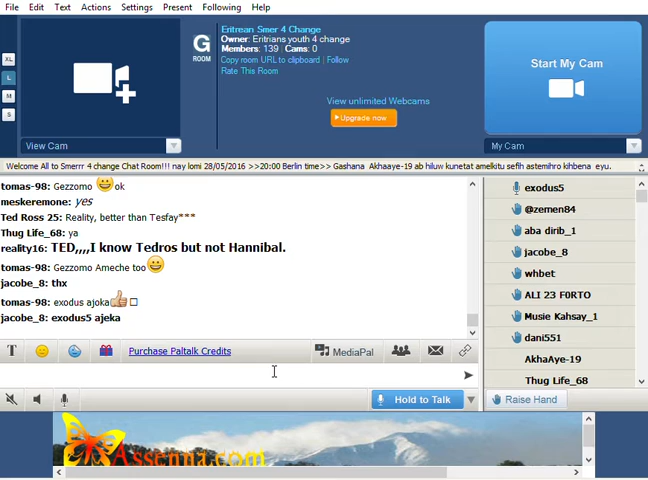 File Edit Text Actions Settings Present Following Help
Eritrean Smer 4 Change
Owner: Eritrians youth 4 change
Members: 139 | Cams: 0
Copy room URL to clipboard | Follow
Rate This Room
G
ROOM
XL
L
M
S
View unlimited Webcams
Upgrade now
Start My Cam
View Cam
My Cam
Welcome All to Smerrr 4 change Chat Room!!! nay lomi 28/05/2016 >>20:00 Berlin time>> Gashana Akhaaye-19 ab hiluw kunetat amelkitu sefih astemihro kihbena eyu.
tomas-98: Gezzomo ok
meskeremone: yes
Ted Ross 25: Reality, better than Tesfay***
Thug Life_68: ya
reality16: TED,,,,I know Tedros but not Hannibal.
tomas-98: Gezzomo Ameche too
jacobe_8: thx
tomas-98: exodus ajoka
jacobe_8: exodus5 ajeka
exodus5
@zemen84
aba dirib_1
jacobe_8
whbet
ALI 23 F0RTO
Musie Kahsay_1
dani551
AkhaAye-19
Thug Life_68
T Purchase Paltalk Credits MediaPal
Hold to Talk
Raise Hand
Assenna.com